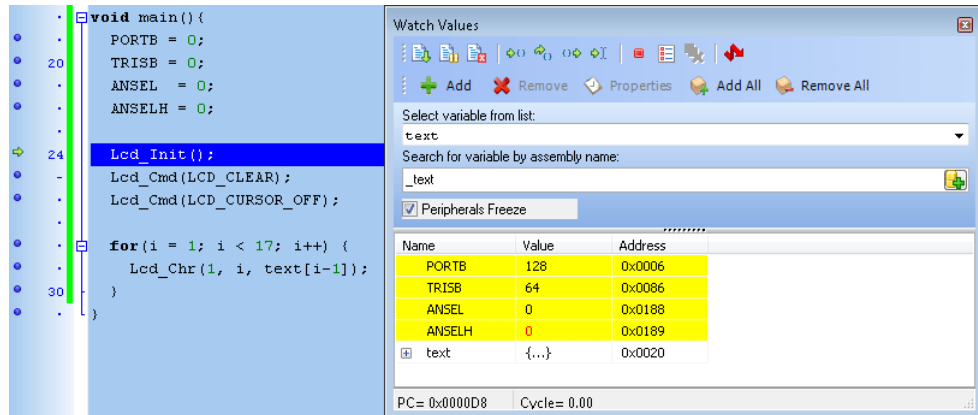 void main(){
PORTB = 0;
20 TRISB = 0;
ANSEL  = 0;
ANSELH = 0;
24 Lcd_Init();
Lcd_Cmd(LCD_CLEAR);
Lcd_Cmd(LCD_CURSOR_OFF);
for(i = 1; i < 17; i++) {
Lcd_Chr(1, i, text[i-1]);
30 }
}
Watch Values
Add Remove Properties Add All Remove All
Select variable from list:
text
Search for variable by assembly name:
_text
Peripherals Freeze
Name Value Address
PORTB 128 0x0006
TRISB 64 0x0086
ANSEL 0 0x0188
ANSELH 0 0x0189
text {...} 0x0020
PC= 0x0000D8 Cycle= 0.00